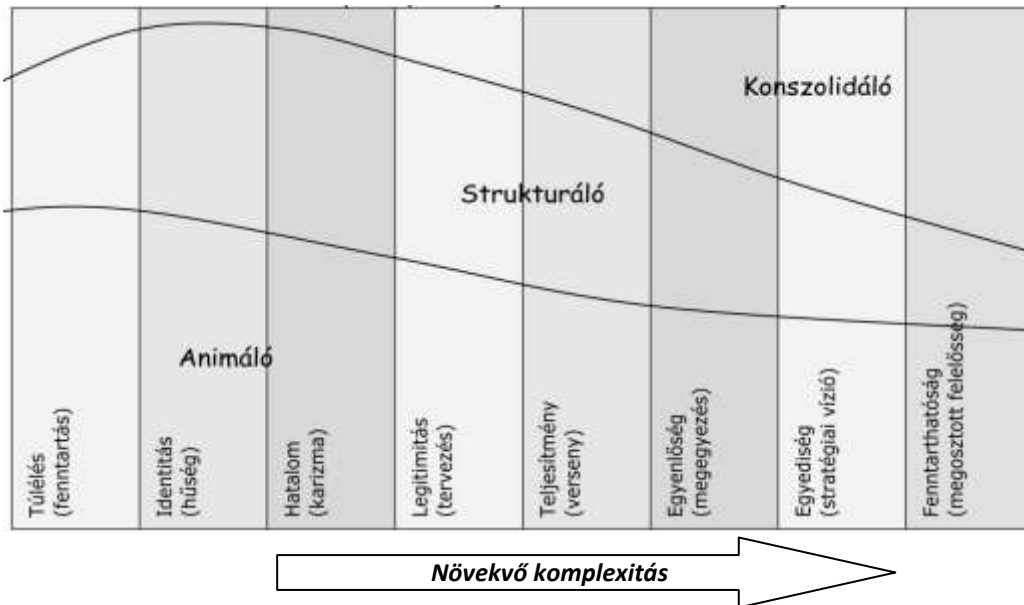 Konszolidáló
Strukturáló
Animáló
Túlélés
(fenntartás)
Identitás
(hűség)
Hatalom
(karizma)
Legitimitás
(tervezés)
Teljesítmény
(verseny)
Egyenlőség
(megegyezés)
Egyediség
(stratégiai vízió)
Fenntarthatóság
(megosztott felelősség)
Növekvő komplexitás